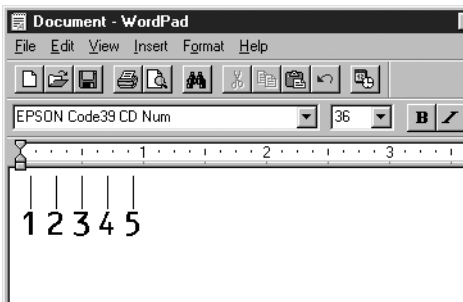 Document - WordPad
File Edit View Insert Format Help
EPSON Code39 CD Num 36 B I
1 2 3
1 2 3 4 5